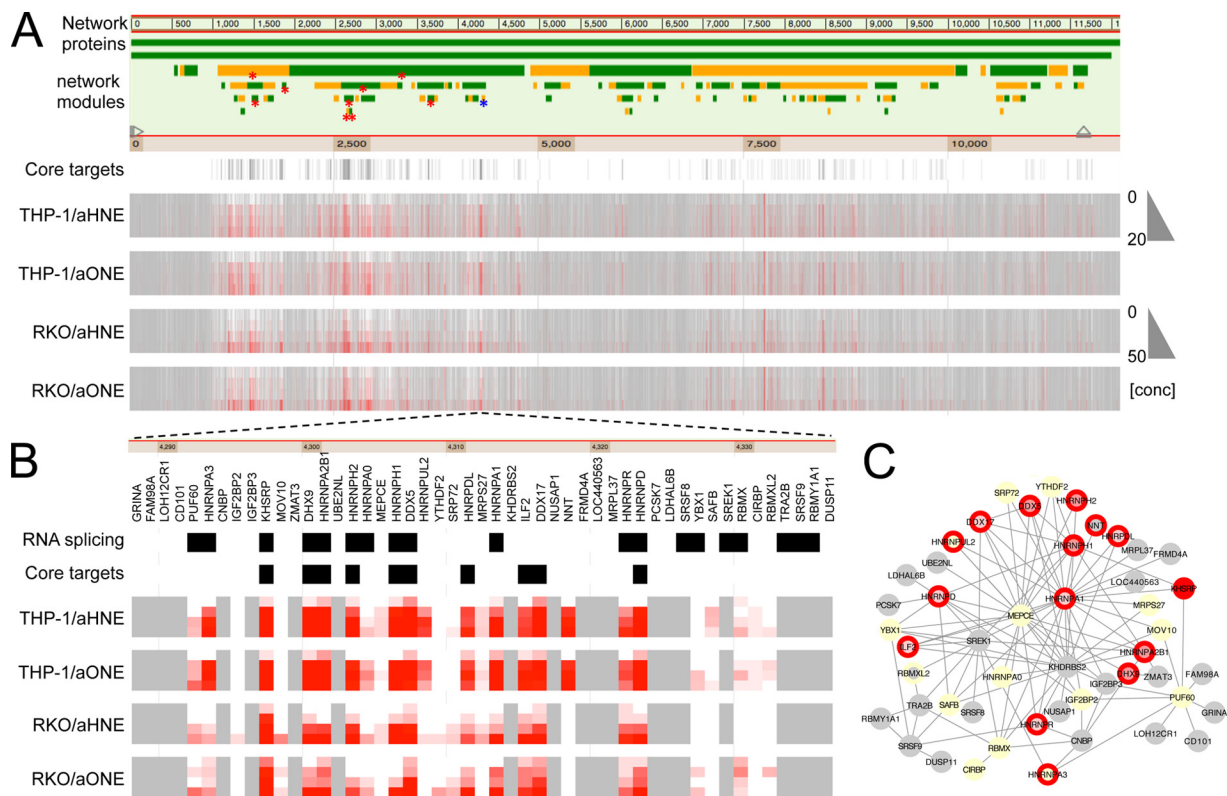 A
Network proteins
0 500 1,000 1,500 2,000 2,500 3,000 3,500 4,000 4,500 5,000 5,500 6,000 6,500 7,000 7,500 8,000 8,500 9,000 9,500 10,000 10,500 11,000 11,500
network modules
* * * * * * * * * *
0 2,500 5,000 7,500 10,000
Core targets
THP-1/aHNE
0
20
THP-1/aONE
RKO/aHNE
0
50
RKO/aONE
[conc]
B
4,290 4,300 4,310 4,320 4,330
GRINA
FAM98A
LOH12CR1
CD101
PUF60
HNRNPA3
CNBP
IGF2BP2
IGF2BP3
KHSRP
MOV10
ZMAT3
DHX9
HNRNPA2B1
UBE2NL
HNRNPH2
HNRNPA0
MEPCE
HNRNPH1
DDX5
HNRNPUL2
YTHDF2
SRP72
HNRPDL
MRPS27
HNRNPA1
KHDRBS2
ILF2
DDX17
NUSAP1
NNT
FRMD4A
LOC440563
MRPL37
HNRNPR
HNRNPD
PCSK7
LDHAL6B
SRSF8
YBX1
SAFB
SREK1
RBMX
CIRBP
RBMXL2
TRA2B
SRSF9
RBMY1A1
DUSP11
RNA splicing
Core targets
THP-1/aHNE
THP-1/aONE
RKO/aHNE
RKO/aONE
C
YTHDF2
SRP72
HNRNPH2
DDX5
DDX17
NNT
HNRPDL
HNRNPUL2
HNRNPH1
MRPL37
FRMD4A
UBE2NL
LOC440563
LDHAL6B
KHSRP
HNRNPD
HNRNPA1
PCSK7
MRPS27
MEPCE
YBX1
MOV10
SREK1
ILF2
HNRNPA2B1
KHDRBS2
RBMXL2
HNRNPA0
DHX9
ZMAT3
FAM98A
IGF2BP3
IGF2BP2
PUF60
TRA2B
SAFB
SRSF8
NUSAP1
GRINA
RBMY1A1
HNRNPR
LOH12CR1
CNBP
CD101
SRSF9
RBMX
DUSP11
CIRBP
HNRNPA3